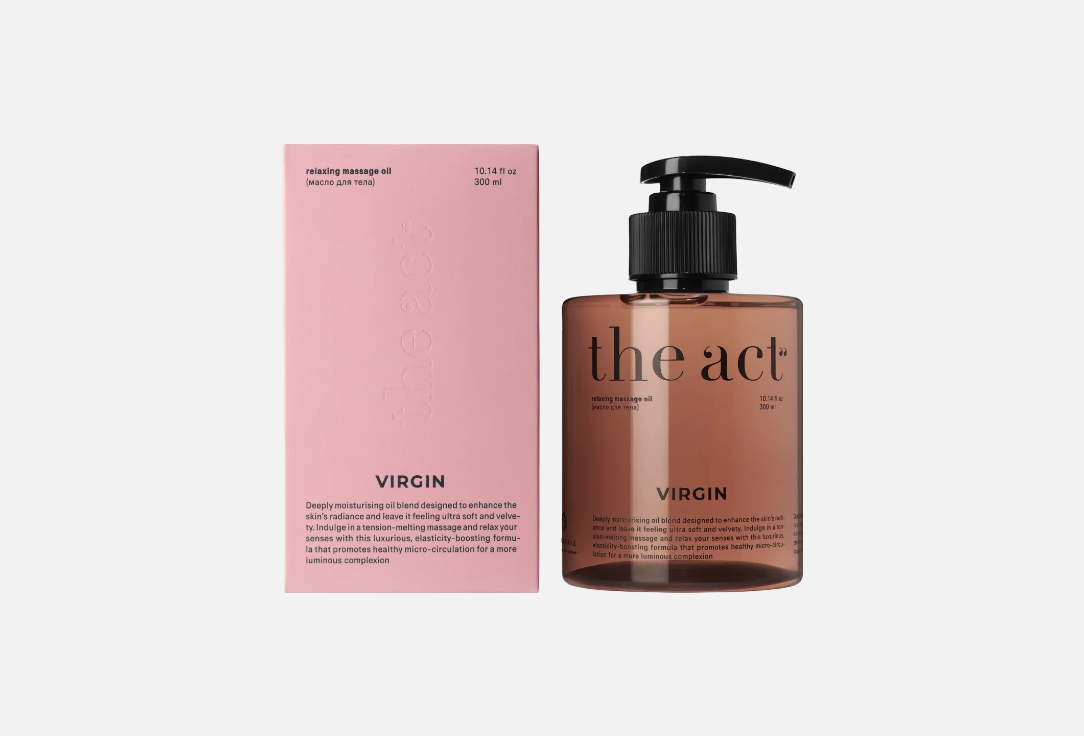 relaxing massage oil
(масло для тела)
10.14 fl oz
300 ml
the act
VIRGIN
Deeply moisturising oil blend designed to enhance the
skin's radiance and leave it feeling ultra soft and velve-
ty. Indulge in a tension-melting massage and relax your
senses with this luxurious, elasticity-boosting formu-
la that promotes healthy micro-circulation for a more
luminous complexion
the act”
relaxing massage oil
(масло для тела)
10.14 fl oz
300 ml
VIRGIN
Deeply moisturising oil blend designed to enhance the skin's radi-
ance and leave it feeling ultra soft and velvety. Indulge in a ten-
sion-melting massage and relax your senses with this luxurious,
elasticity-boosting formula that promotes healthy micro-circu-
lation for a more luminous complexion